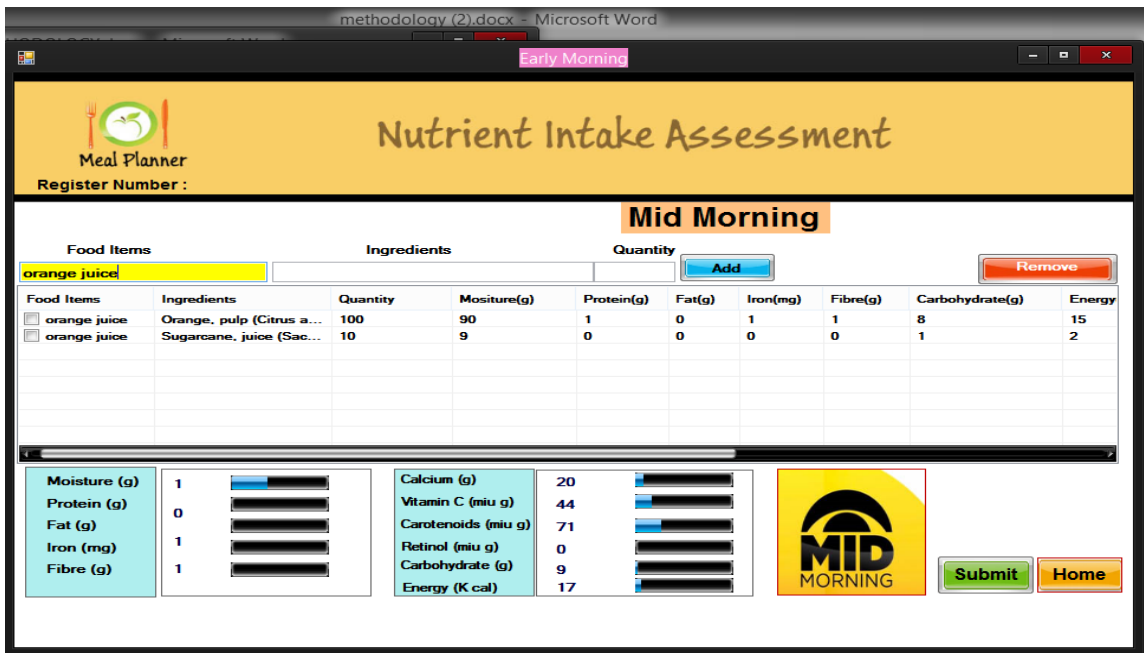 methodology (2).docx - Microsoft Word
Early Morning
Meal Planner
Nutrient Intake Assessment
Register Number :
Mid Morning
Food Items Ingredients Quantity
orange juice Add Remove
Food Items Ingredients Quantity Mositure(g) Protein(g) Fat(g) Iron(mg) Fibre(g) Carbohydrate(g) Energy
orange juice Orange, pulp (Citrus a... 100 90 1 0 1 1 8 15
orange juice Sugarcane, juice (Sac... 10 9 0 0 0 0 1 2
Moisture (g) 1
Protein (g)
Fat (g) 0
Iron (mg) 1
Fibre (g) 1
Calcium (g) 20
Vitamin C (miu g) 44
Carotenoids (miu g) 71
Retinol (miu g) 0
Carbohydrate (g) 9
Energy (K cal) 17
MID
MORNING
Submit Home